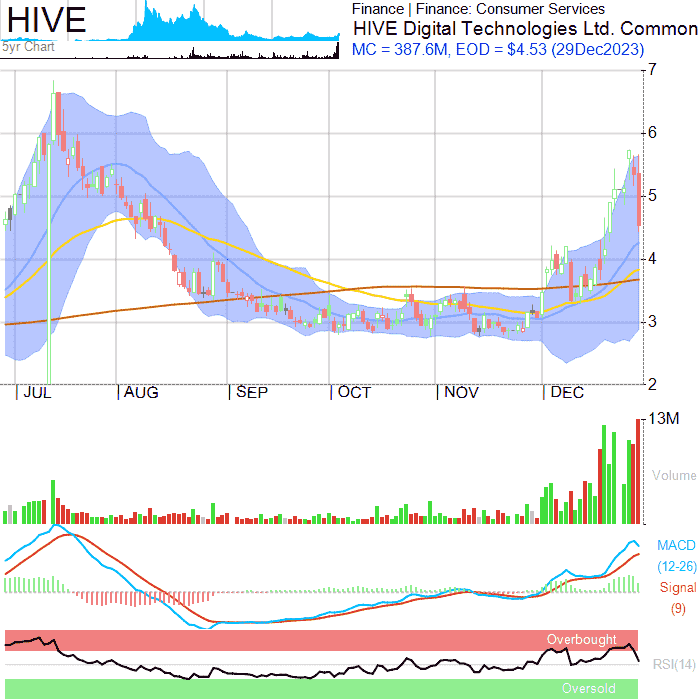 HIVE
5yr Chart
Finance | Finance: Consumer Services
HIVE Digital Technologies Ltd. Common
MC = 387.6M, EOD = $4.53 (29Dec2023)
7
6
5
4
3
2
JUL AUG SEP OCT NOV DEC
13M
Volume
MACD
(12-26)
Signal
(9)
Overbought
RSI(14)
Oversold